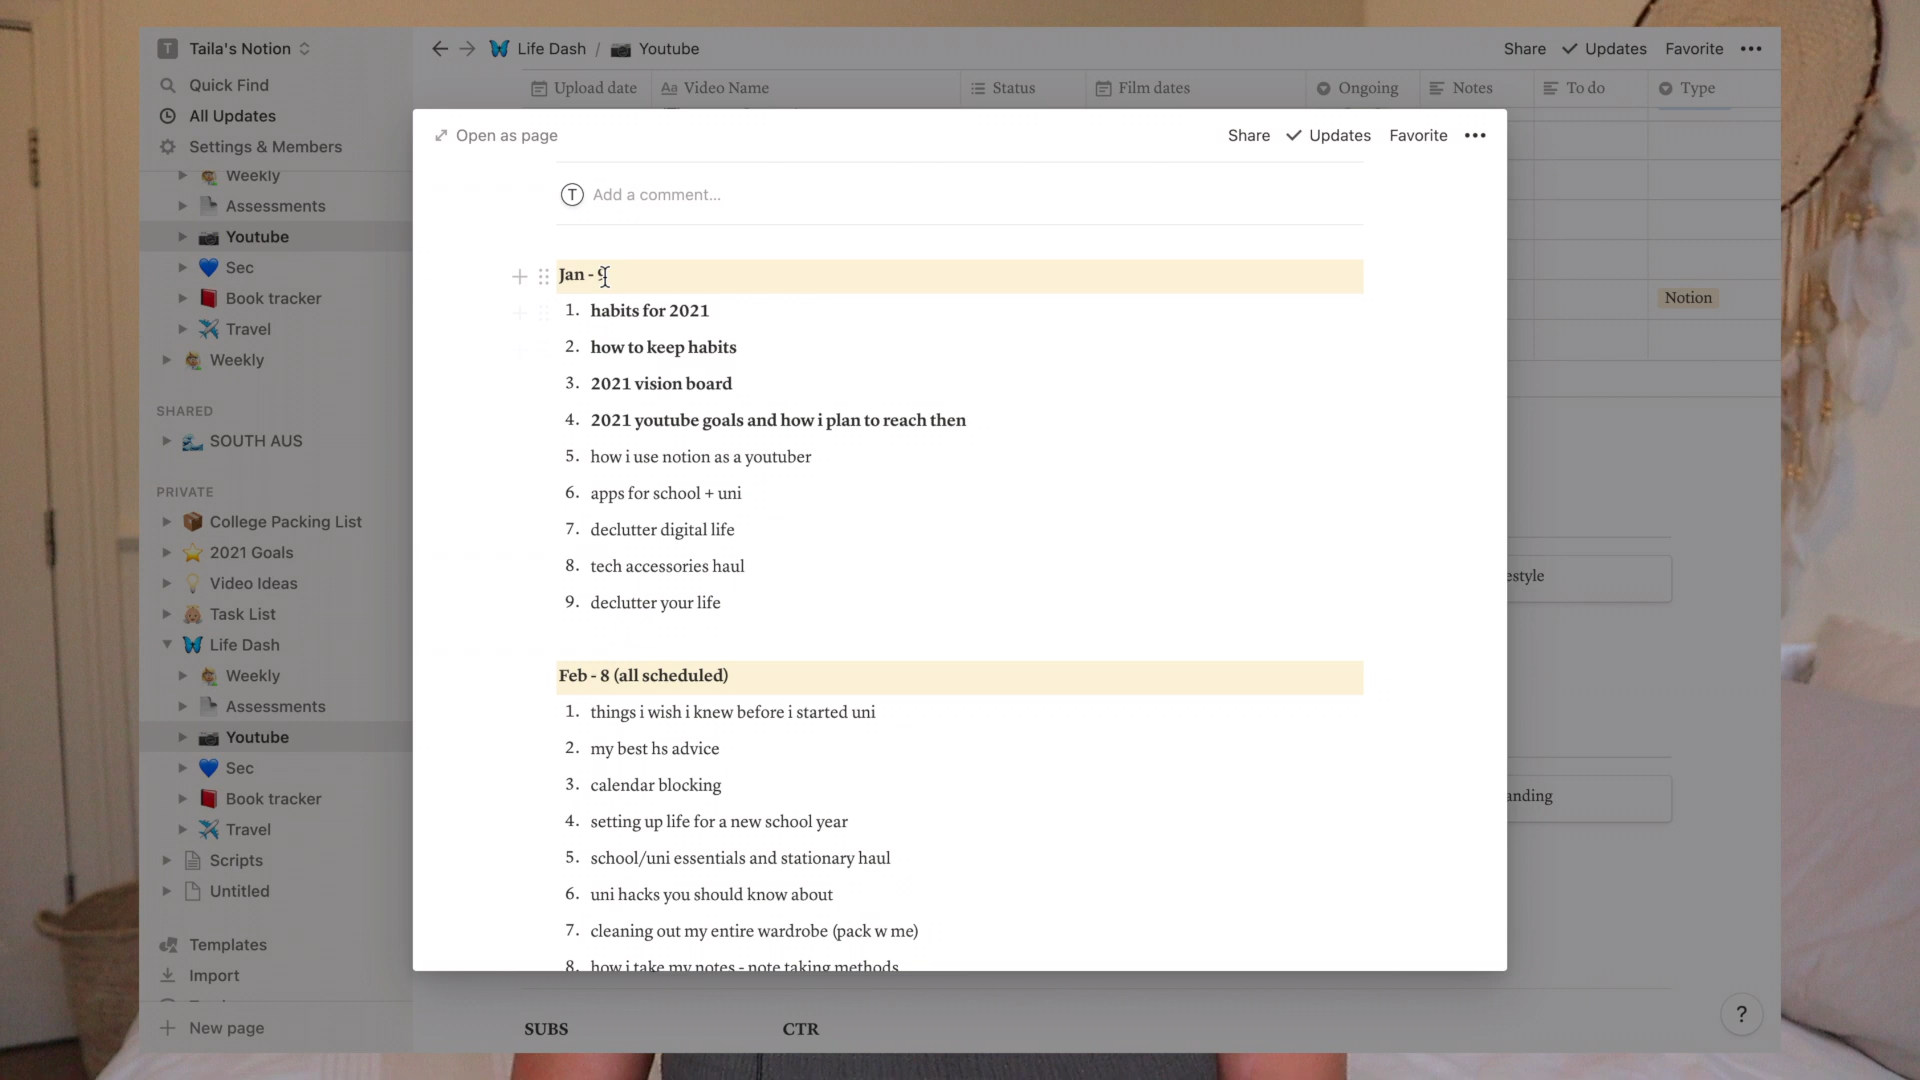 T Taila's Notion
Quick Find
All Updates
Settings & Members
Weekly
Assessments
Youtube
Sec
Book tracker
Travel
Weekly
SHARED
SOUTH AUS
PRIVATE
College Packing List
2021 Goals
Video Ideas
Task List
Life Dash
Weekly
Assessments
Youtube
Sec
Book tracker
Travel
Scripts
Untitled
Templates
Import
New page
Life Dash / Youtube
Share Updates Favorite •••
Upload date Aa Video Name Status Film dates Ongoing Notes To do Type
Open as page
Share Updates Favorite •••
T Add a comment...
Jan - 9
1. habits for 2021
2. how to keep habits
3. 2021 vision board
4. 2021 youtube goals and how i plan to reach then
5. how i use notion as a youtuber
6. apps for school + uni
7. declutter digital life
8. tech accessories haul
9. declutter your life
Feb - 8 (all scheduled)
1. things i wish i knew before i started uni
2. my best hs advice
3. calendar blocking
4. setting up life for a new school year
5. school/uni essentials and stationary haul
6. uni hacks you should know about
7. cleaning out my entire wardrobe (pack w me)
8. how i take my notes - note taking methods
Notion
estyle
anding
SUBS CTR
?